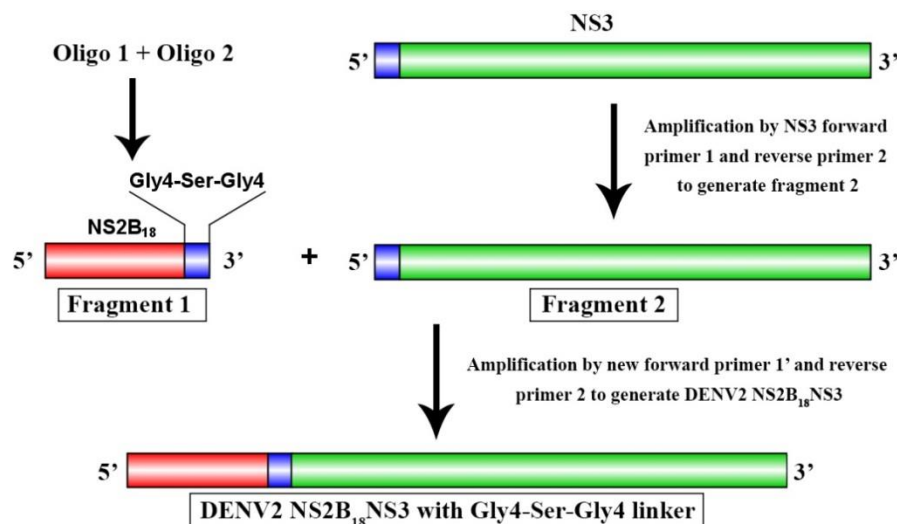 NS3
5’ 3’
Oligo 1 + Oligo 2
Amplification by NS3 forward
primer 1 and reverse primer 2
to generate fragment 2
Gly4-Ser-Gly4
NS2B₁₈
5’ 3’ + 5’ 3’
Fragment 1
Fragment 2
Amplification by new forward primer 1’ and reverse
primer 2 to generate DENV2 NS2B₁₈NS3
5’ 3’
DENV2 NS2B₁₈NS3 with Gly4-Ser-Gly4 linker